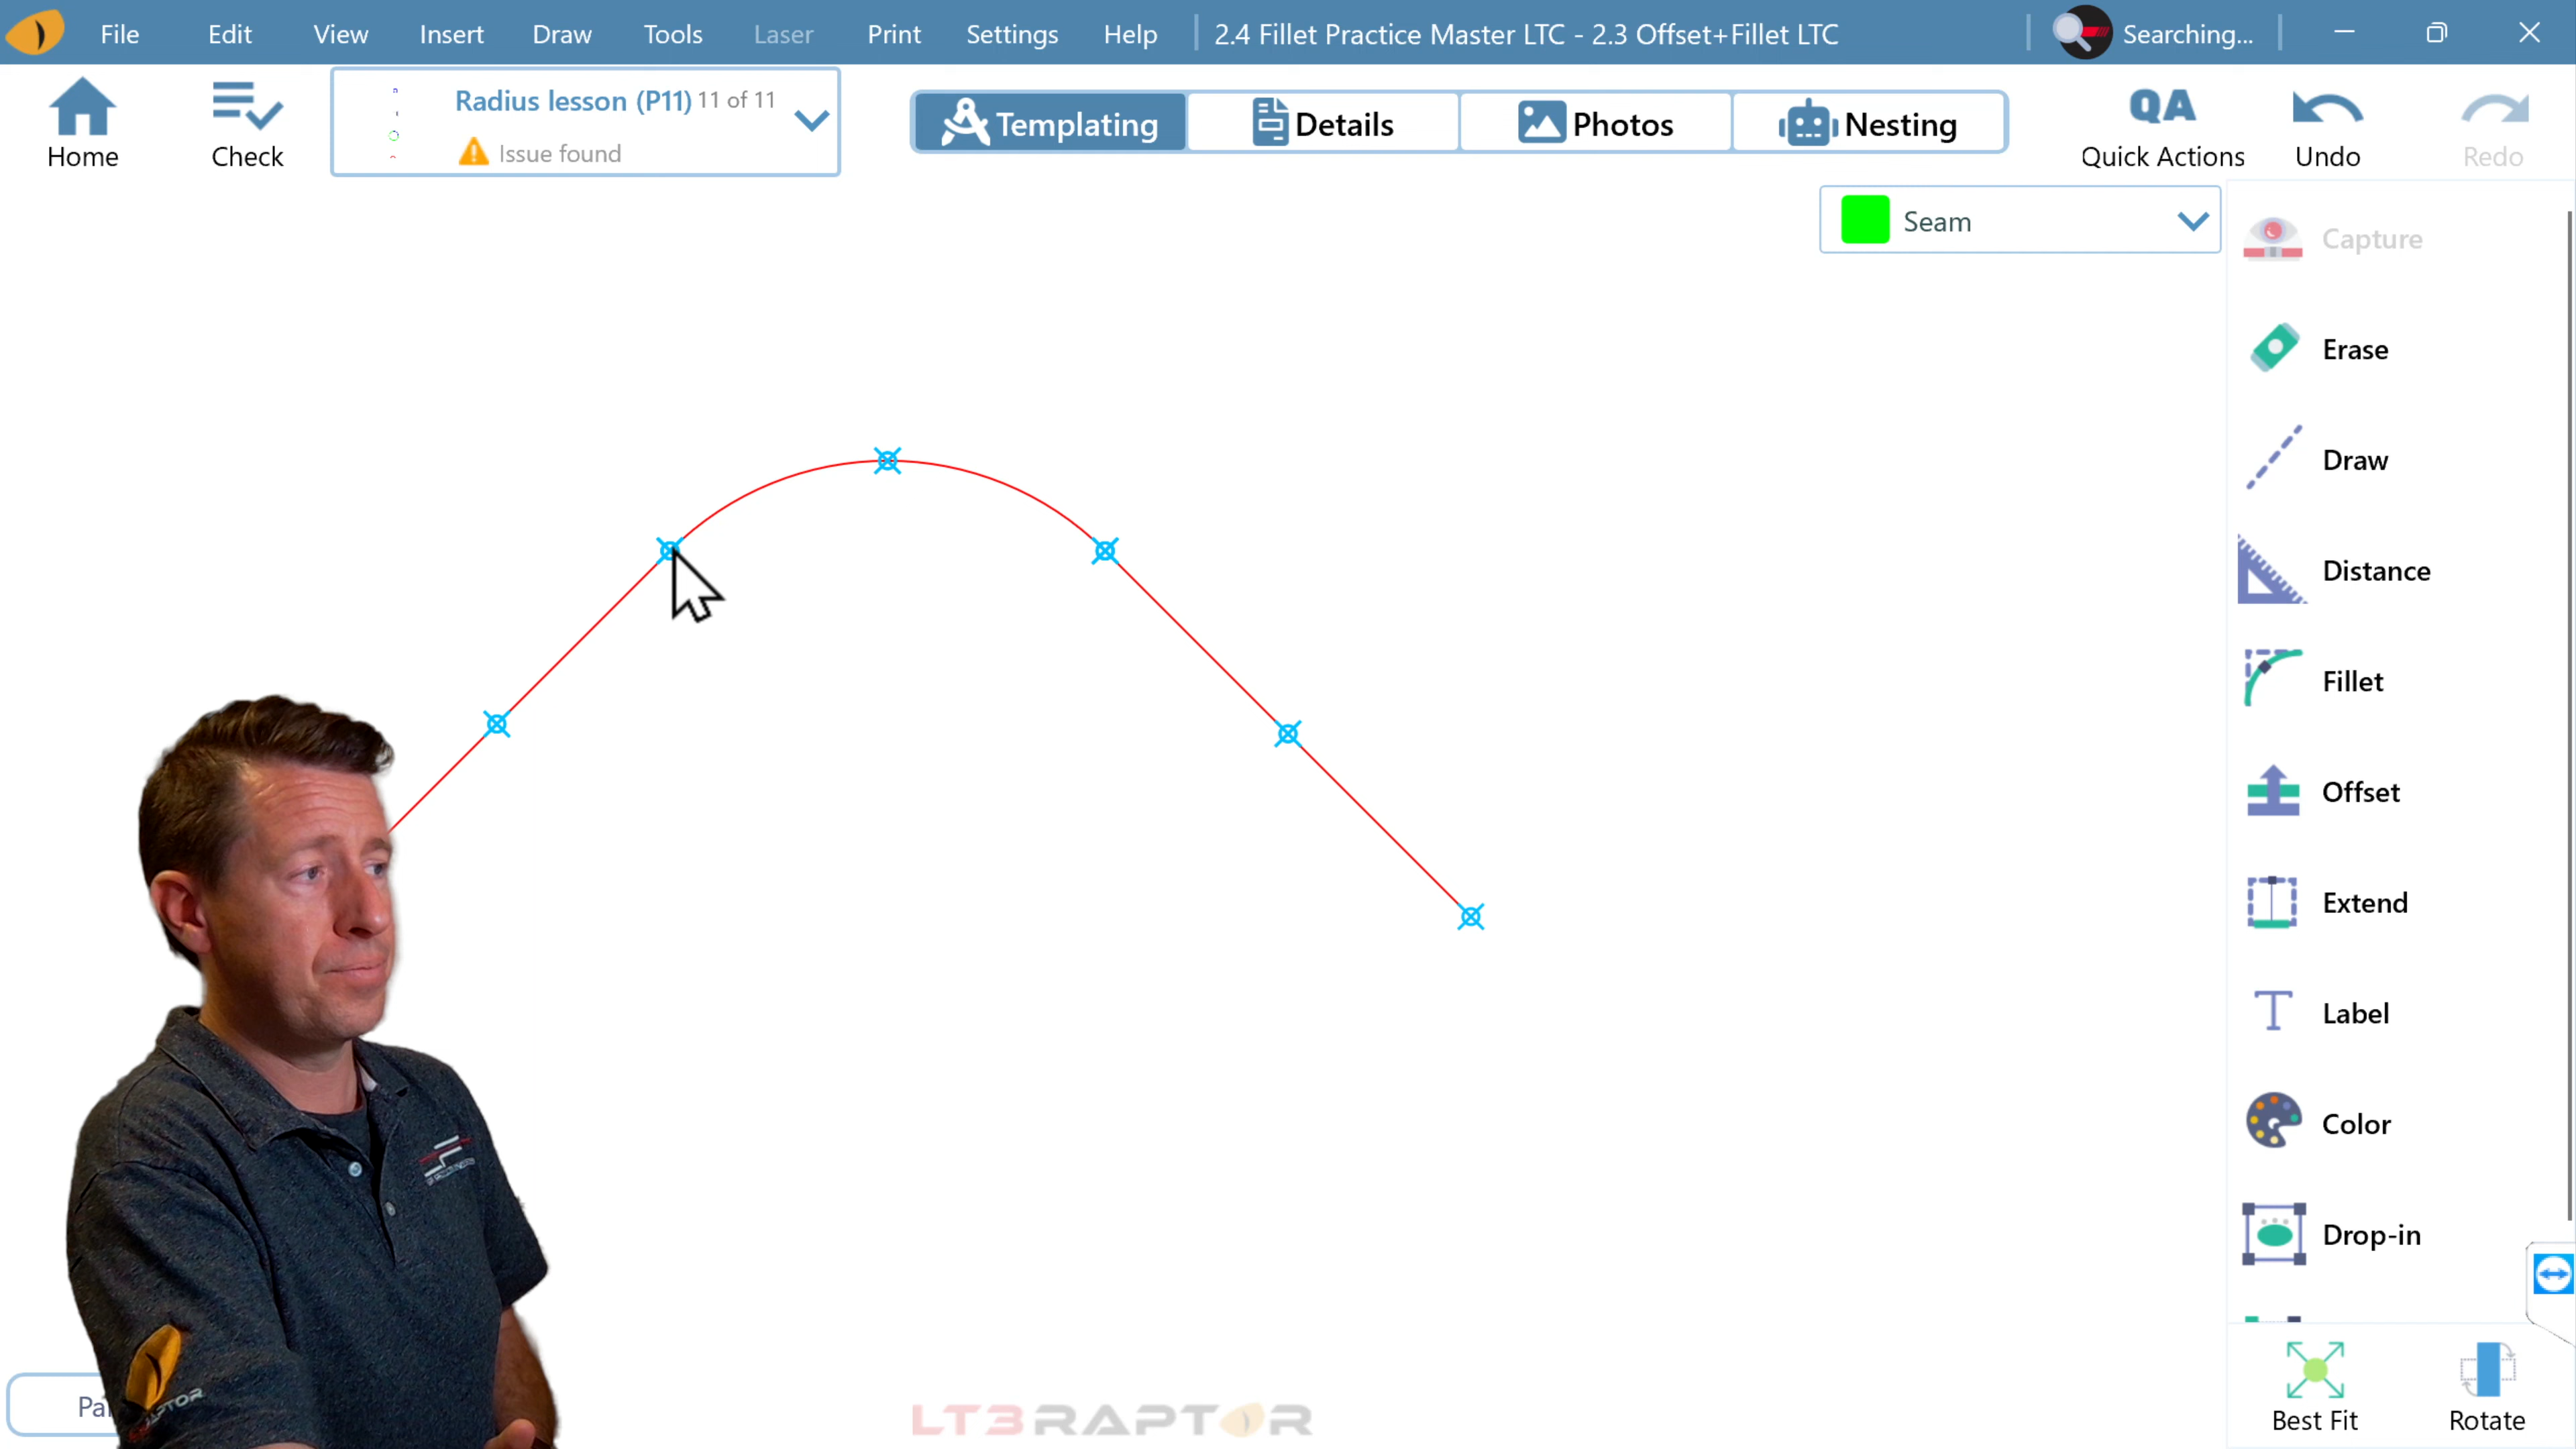 File Edit View Insert Draw Tools Laser Print Settings Help 2.4 Fillet Practice Master LTC - 2.3 Offset+Fillet LTC Searching...
Home
Check
Radius lesson (P11) 11 of 11
Issue found
Templating
Details
Photos
Nesting
QA
Quick Actions
Undo
Redo
Seam
Capture
Erase
Draw
Distance
Fillet
Offset
Extend
Label
Color
Drop-in
Best Fit
Rotate
LT3RAPTOR